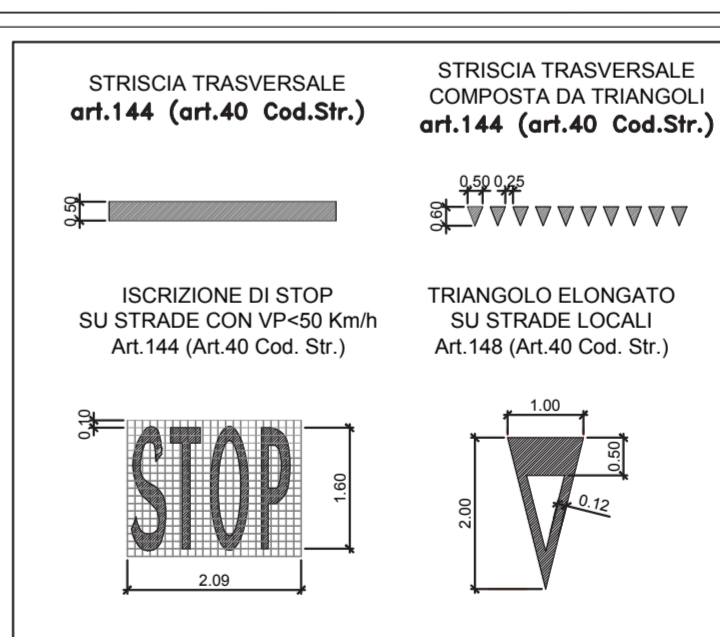 STRISCIA TRASVERSALE
art.144 (art.40 Cod.Str.)
0.50
STRISCIA TRASVERSALE
COMPOSTA DA TRIANGOLI
art.144 (art.40 Cod.Str.)
0.50 0.25
0.60
ISCRIZIONE DI STOP
SU STRADE CON VP<50 Km/h
Art.144 (Art.40 Cod. Str.)
0.10
STOP
1.60
2.09
TRIANGOLO ELONGATO
SU STRADE LOCALI
Art.148 (Art.40 Cod. Str.)
1.00
0.50
2.00
0.12